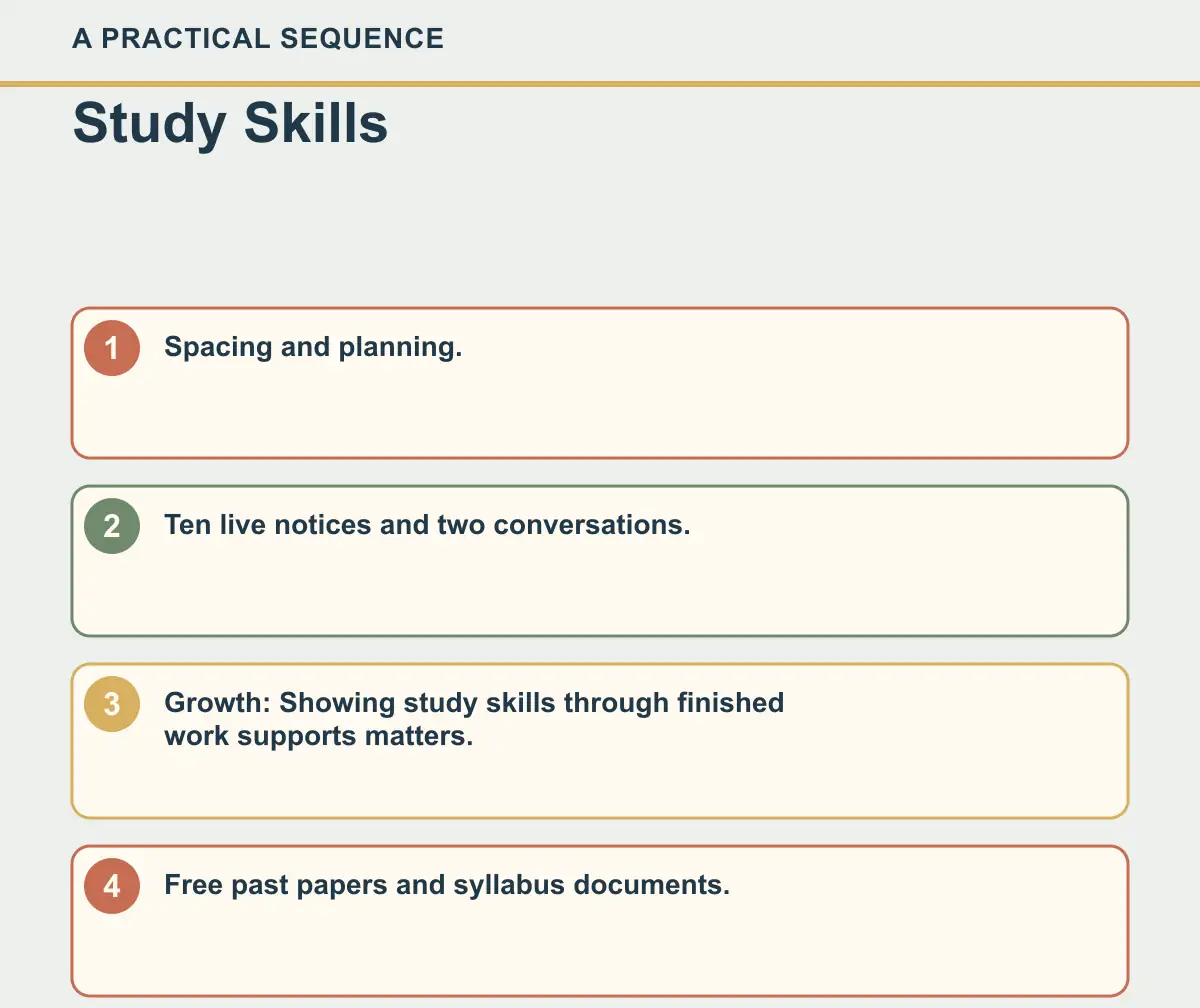 A PRACTICAL SEQUENCE
Study Skills
1
Spacing and planning.
2
Ten live notices and two conversations.
3
Growth: Showing study skills through finished
work supports matters.
4
Free past papers and syllabus documents.